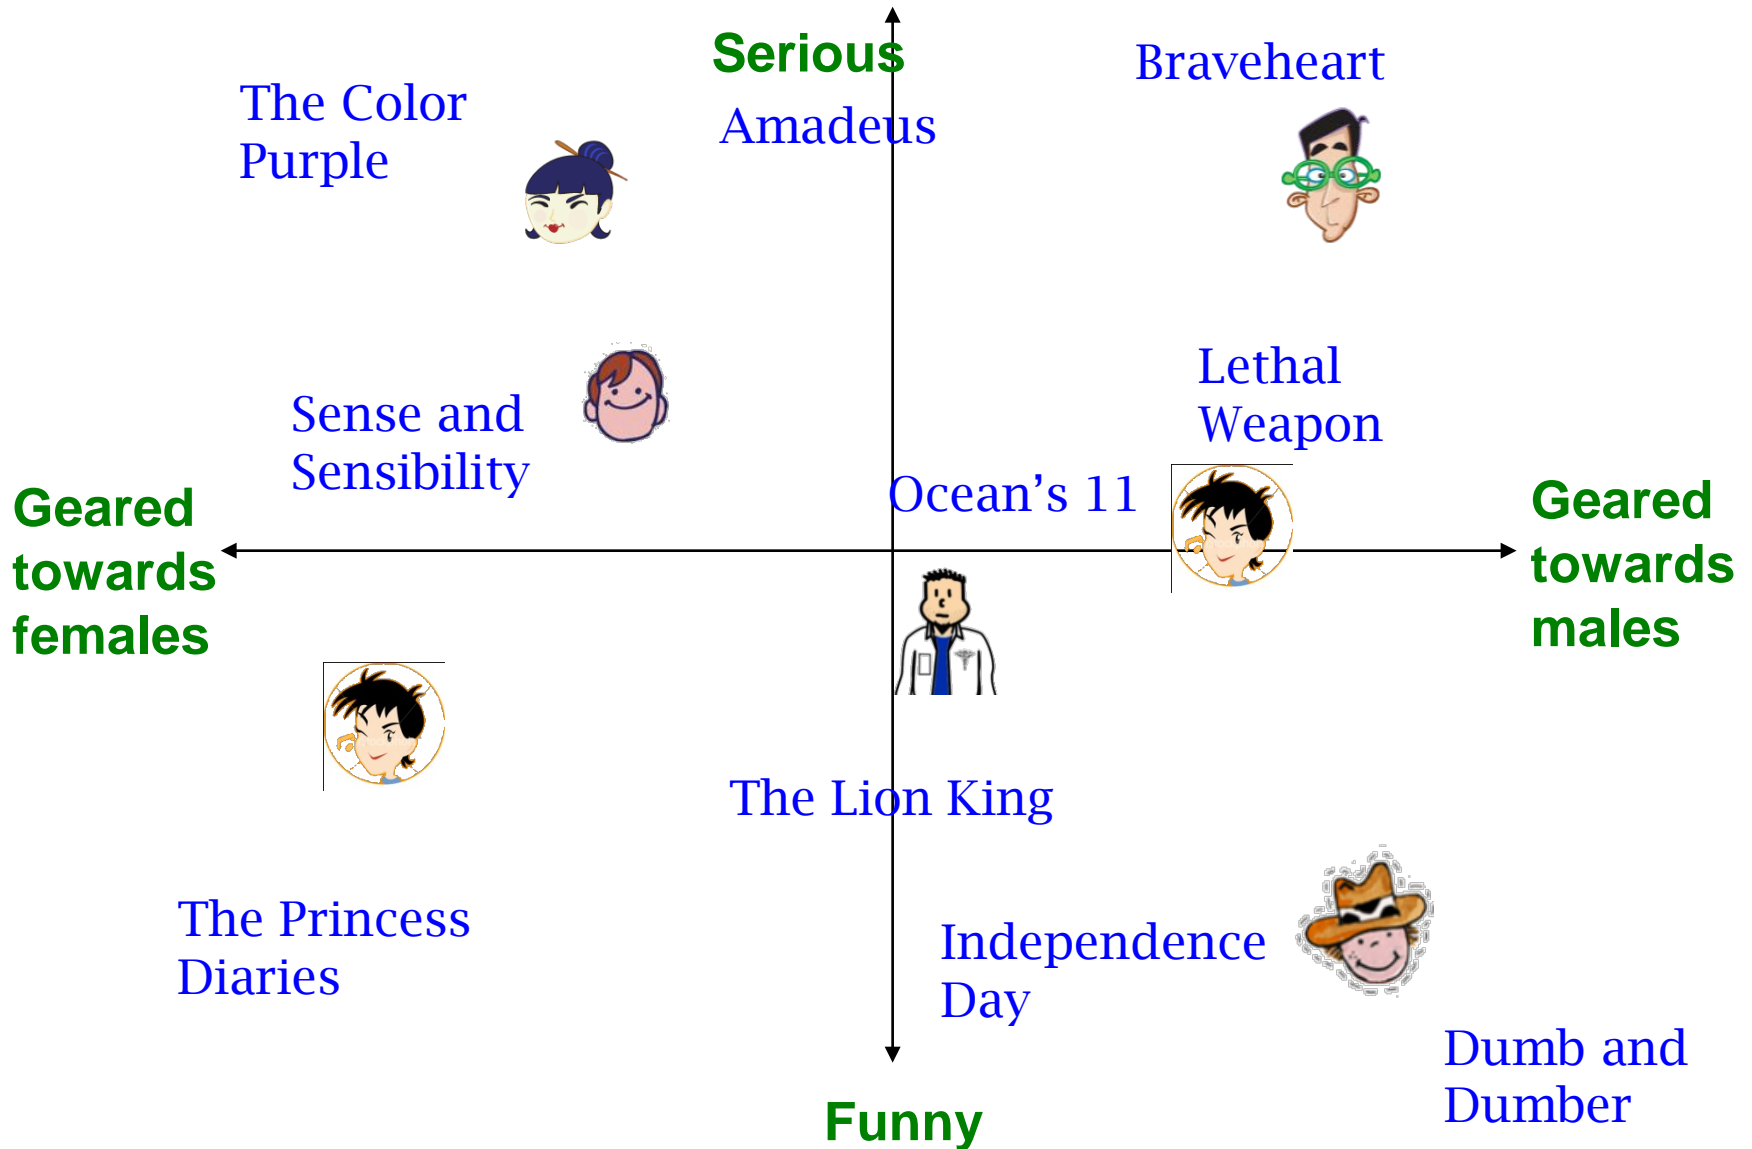 Serious
Braveheart
The Color
Purple
Amadeus
Lethal
Weapon
Sense and
Sensibility
Ocean's 11
Geared
towards
females
Geared
towards
males
The Lion King
The Princess
Diaries
Independence
Day
Dumb and
Dumber
Funny